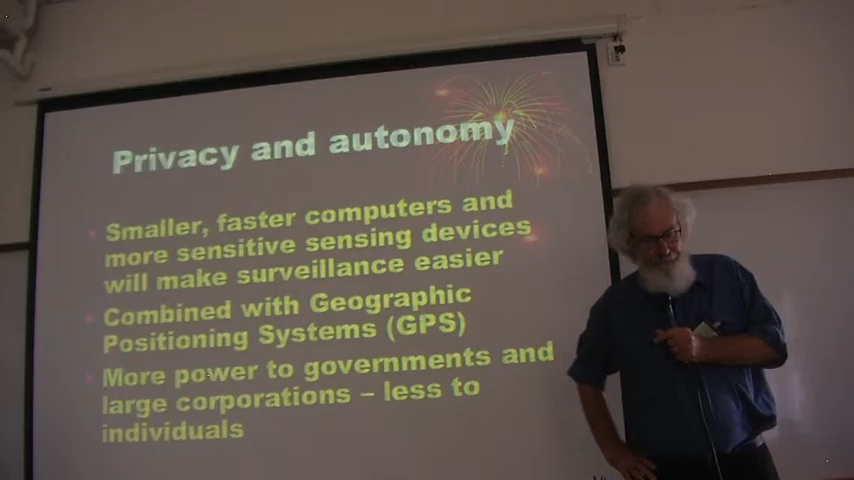 Privacy and autonomy
Smaller, faster computers and
more sensitive sensing devices
will make surveillance easier
Combined with Geographic
Positioning Systems (GPS)
More power to governments and
large corporations – less to
individuals